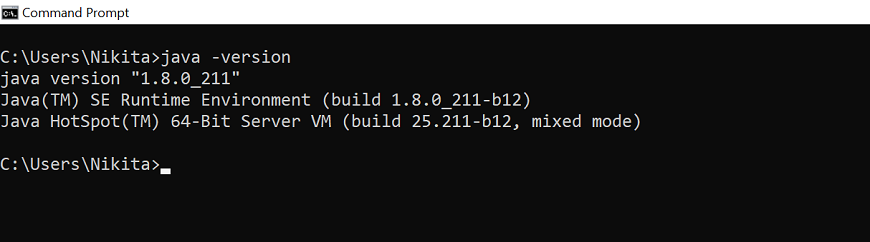 Command Prompt
C:\Users\Nikita>java -version
java version "1.8.0_211"
Java(TM) SE Runtime Environment (build 1.8.0_211-b12)
Java HotSpot(TM) 64-Bit Server VM (build 25.211-b12, mixed mode)
C:\Users\Nikita>